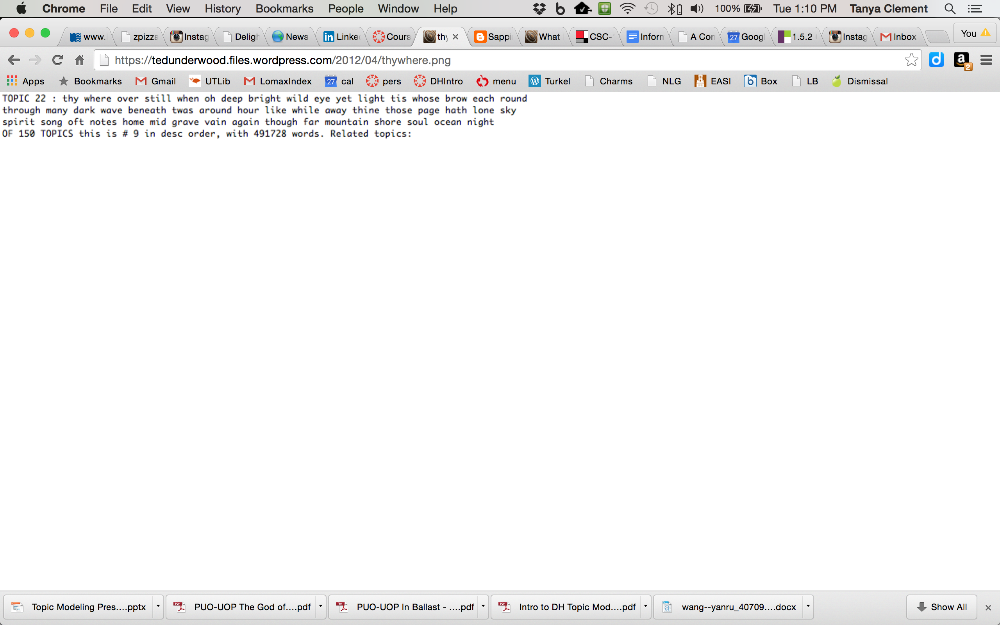 Chrome File Edit View History Bookmarks People Window Help 100% Tue 1:10 PM Tanya Clement
www. zpizza Instag Deligh News Linke Cours thy Sappi What CSC- Inform A Con Googl 1.5.2 Instag Inbox You
https://tedunderwood.files.wordpress.com/2012/04/thywhere.png
Apps Bookmarks Gmail UTLib LomaxIndex cal pers DHIntro menu Turkel Charms NLG EASI Box LB Dismissal
TOPIC 22 : thy where over still when oh deep bright wild eye yet light tis whose brow each round
through many dark wave beneath twas around hour like while away thine those page hath lone sky
spirit song oft notes home mid grave vain again though far mountain shore soul ocean night
OF 150 TOPICS this is # 9 in desc order, with 491728 words. Related topics:
Topic Modeling Pres....pptx PUO-UOP The God of....pdf PUO-UOP In Ballast - ....pdf Intro to DH Topic Mod....pdf wang--yanru_40709....docx Show All